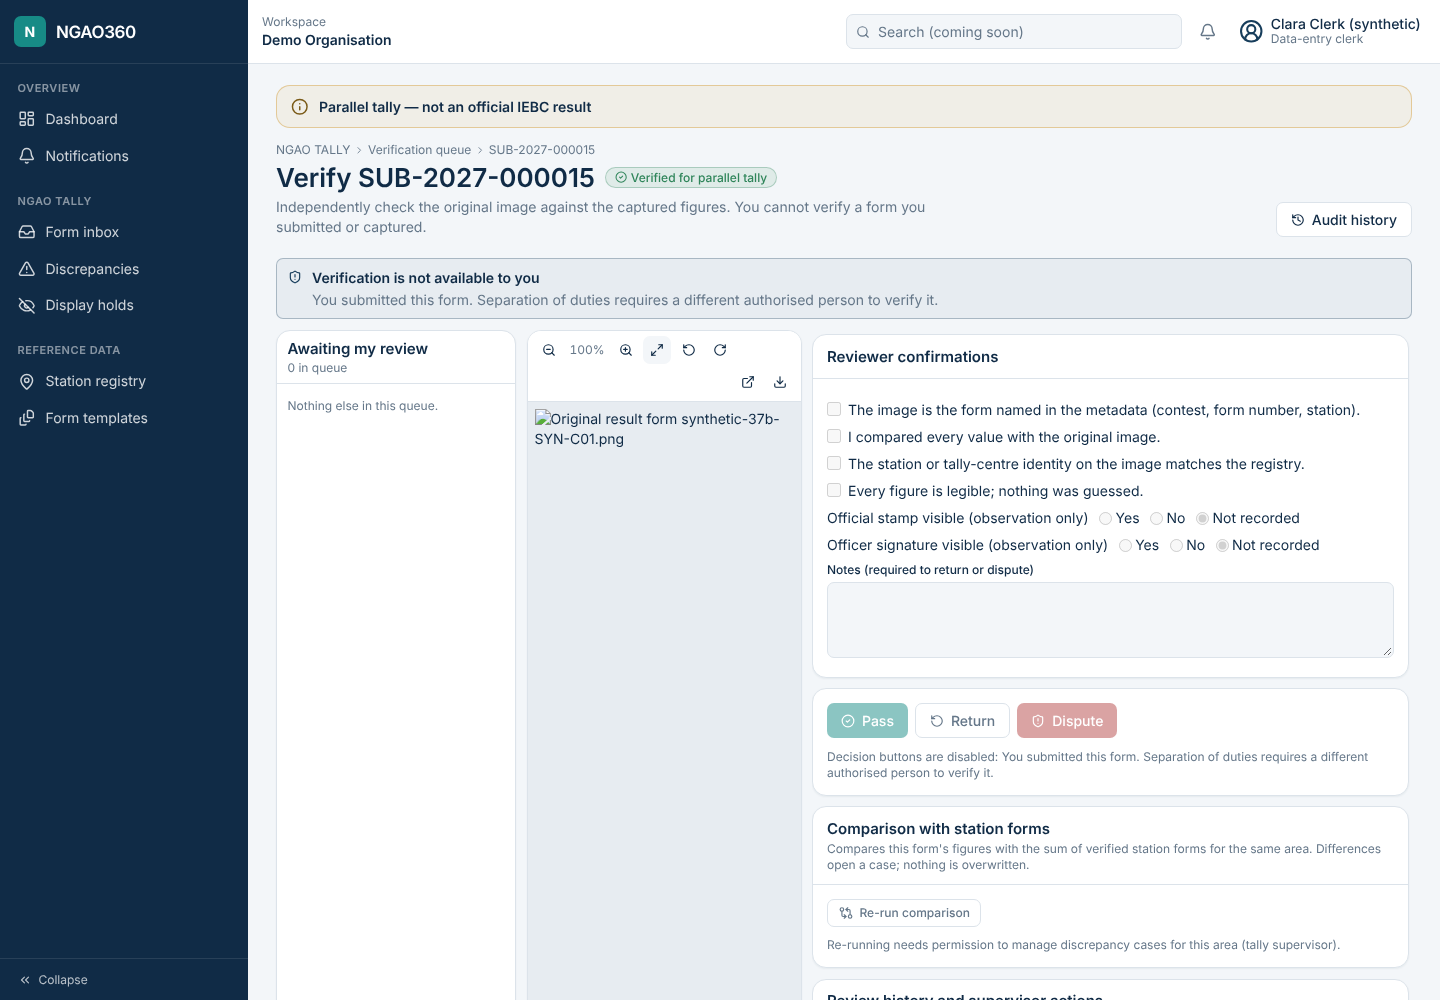 N NGAO360
OVERVIEW
Dashboard
Notifications
NGAO TALLY
Form inbox
Discrepancies
Display holds
REFERENCE DATA
Station registry
Form templates
Collapse
Workspace
Demo Organisation
Search (coming soon)
Clara Clerk (synthetic)
Data-entry clerk
Parallel tally — not an official IEBC result
NGAO TALLY > Verification queue > SUB-2027-000015
Verify SUB-2027-000015 Verified for parallel tally
Independently check the original image against the captured figures. You cannot verify a form you
submitted or captured.
Audit history
Verification is not available to you
You submitted this form. Separation of duties requires a different authorised person to verify it.
Awaiting my review
0 in queue
Nothing else in this queue.
100%
Original result form synthetic-37b-
SYN-C01.png
Reviewer confirmations
The image is the form named in the metadata (contest, form number, station).
I compared every value with the original image.
The station or tally-centre identity on the image matches the registry.
Every figure is legible; nothing was guessed.
Official stamp visible (observation only) Yes No Not recorded
Officer signature visible (observation only) Yes No Not recorded
Notes (required to return or dispute)
Pass Return Dispute
Decision buttons are disabled: You submitted this form. Separation of duties requires a different
authorised person to verify it.
Comparison with station forms
Compares this form's figures with the sum of verified station forms for the same area. Differences
open a case; nothing is overwritten.
Re-run comparison
Re-running needs permission to manage discrepancy cases for this area (tally supervisor).
Review history and supervisor actions